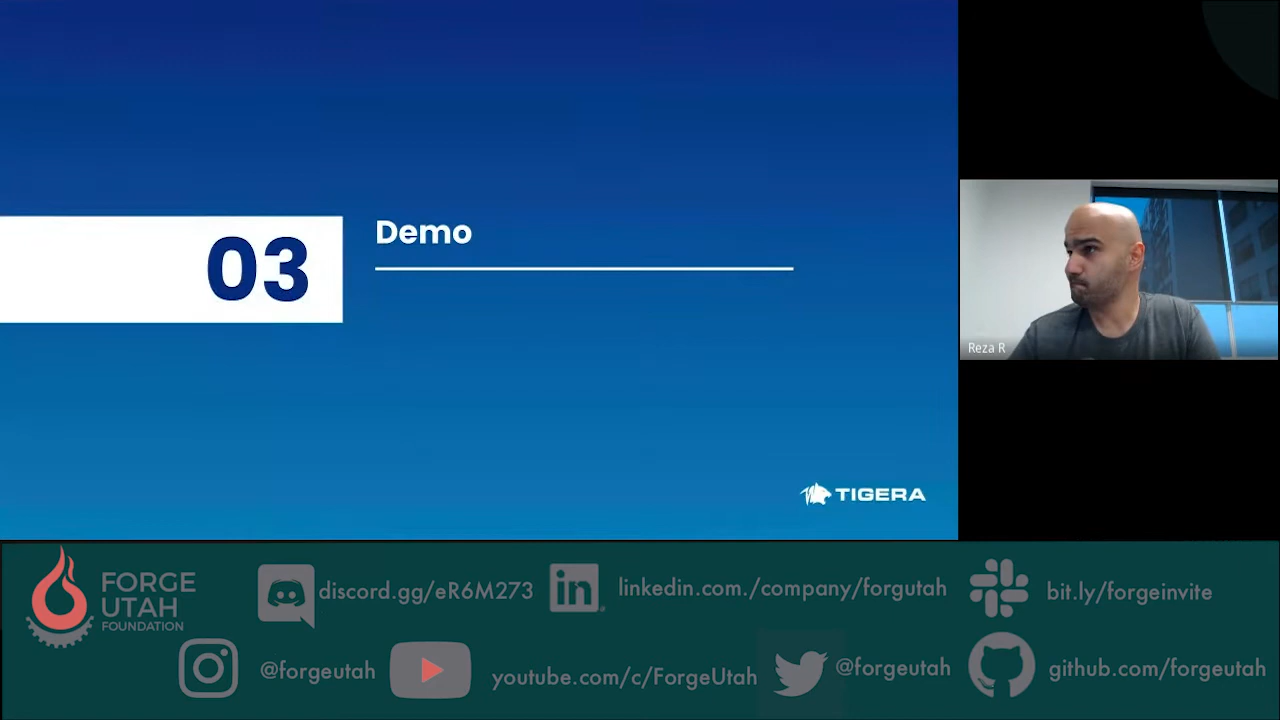 03
Demo
TIGERA
Reza R
FORGE
UTAH
FOUNDATION
discord.gg/eR6M273
linkedin.com./company/forgutah
bit.ly/forgeinvite
@forgeutah
youtube.com/c/ForgeUtah
@forgeutah
github.com/forgeutah